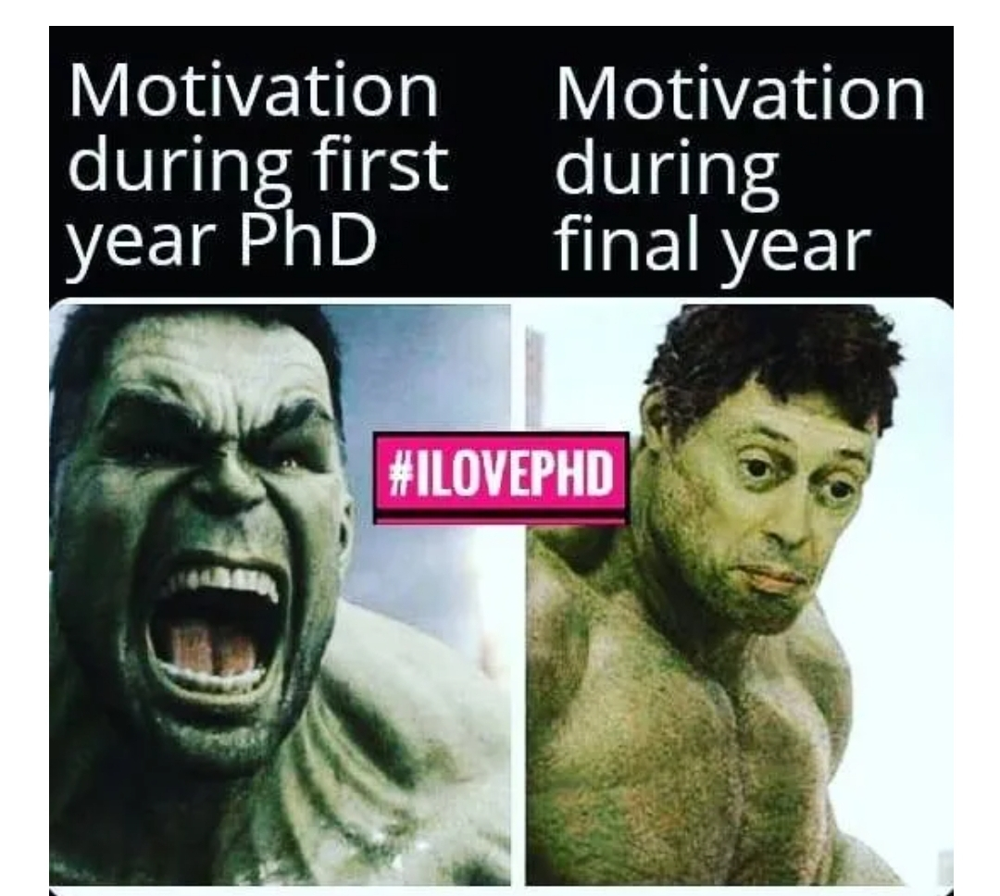 Motivation
during first
year PhD
Motivation
during
final year
#ILOVEPHD